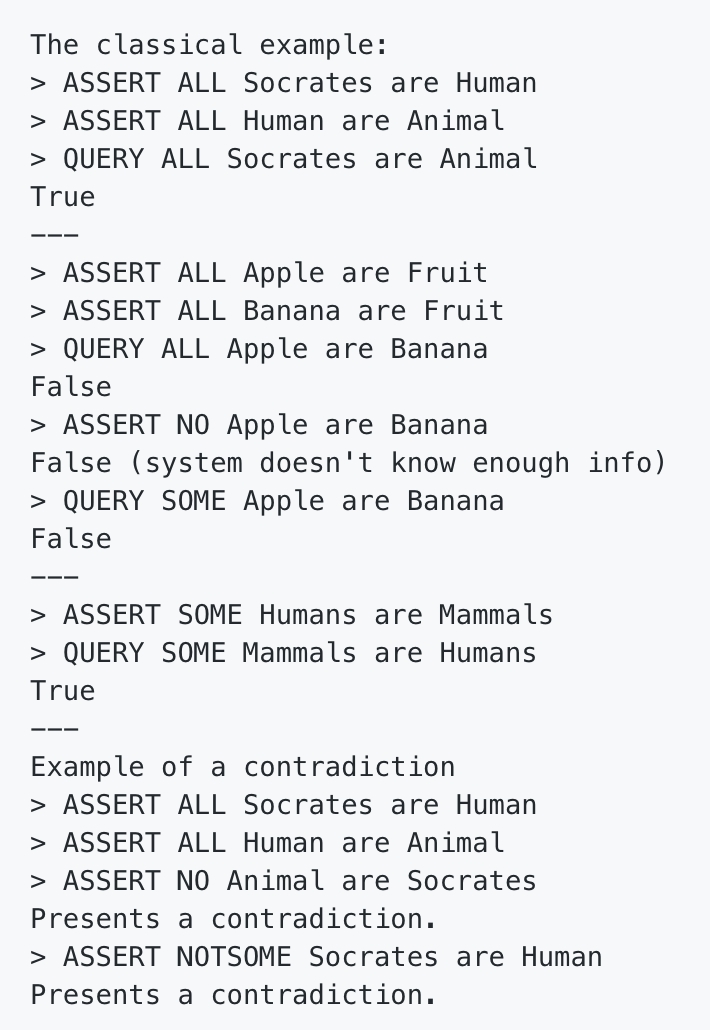 The classical example:
> ASSERT ALL Socrates are Human
> ASSERT ALL Human are Animal
> QUERY ALL Socrates are Animal
True
---
> ASSERT ALL Apple are Fruit
> ASSERT ALL Banana are Fruit
> QUERY ALL Apple are Banana
False
> ASSERT NO Apple are Banana
False (system doesn't know enough info)
> QUERY SOME Apple are Banana
False
---
> ASSERT SOME Humans are Mammals
> QUERY SOME Mammals are Humans
True
---
Example of a contradiction
> ASSERT ALL Socrates are Human
> ASSERT ALL Human are Animal
> ASSERT NO Animal are Socrates
Presents a contradiction.
> ASSERT NOTSOME Socrates are Human
Presents a contradiction.